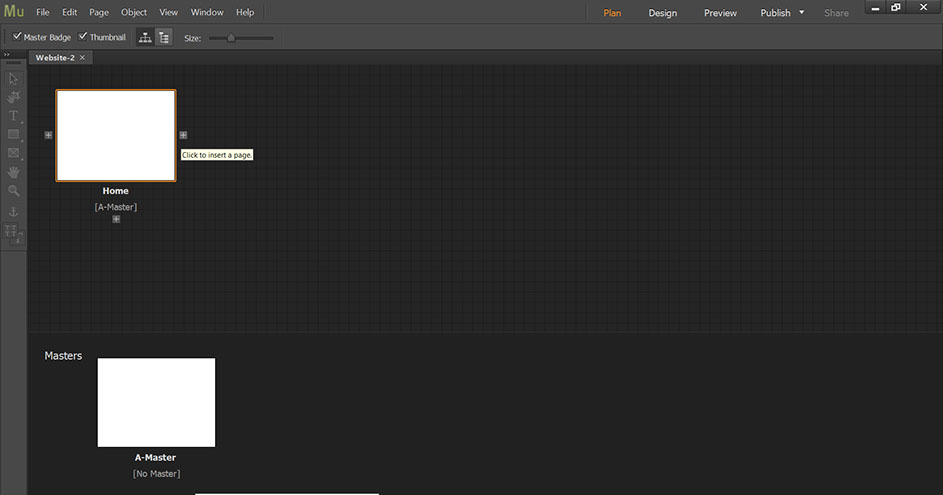 Mu File Edit Page Object View Window Help Plan Design Preview Publish Share
Master Badge Thumbnail Size:
Website-2
Click to insert a page.
Home
[A-Master]
Masters
A-Master
[No Master]